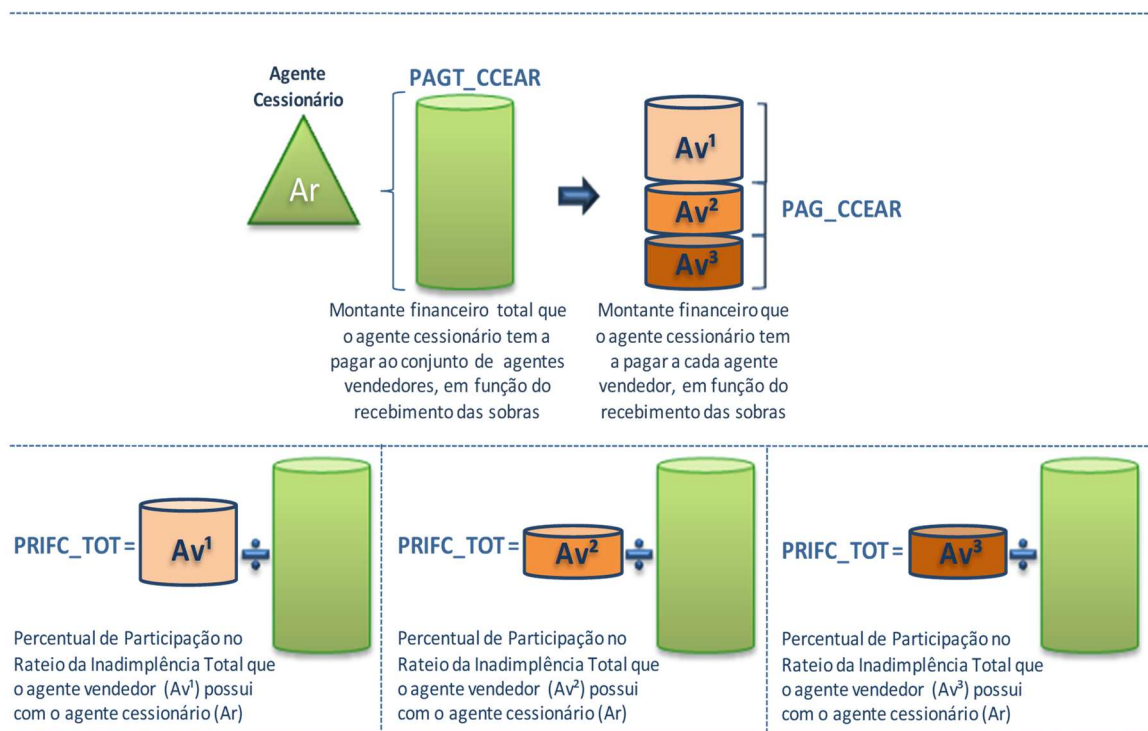 Agente
Cessionário
PAGT_CCEAR
Ar
Av¹
Av²
Av³
PAG_CCEAR
Montante financeiro total que
o agente cessionário tem a
pagar ao conjunto de agentes
vendedores, em função do
recebimento das sobras
Montante financeiro que
o agente cessionário tem
a pagar a cada agente
vendedor, em função do
recebimento das sobras
PRIFC_TOT = Av¹ ÷
Percentual de Participação no
Rateio da Inadimplência Total que
o agente vendedor (Av¹) possui
com o agente cessionário (Ar)
PRIFC_TOT = Av² ÷
Percentual de Participação no
Rateio da Inadimplência Total que
o agente vendedor (Av²) possui
com o agente cessionário (Ar)
PRIFC_TOT = Av³ ÷
Percentual de Participação no
Rateio da Inadimplência Total que
o agente vendedor (Av³) possui
com o agente cessionário (Ar)